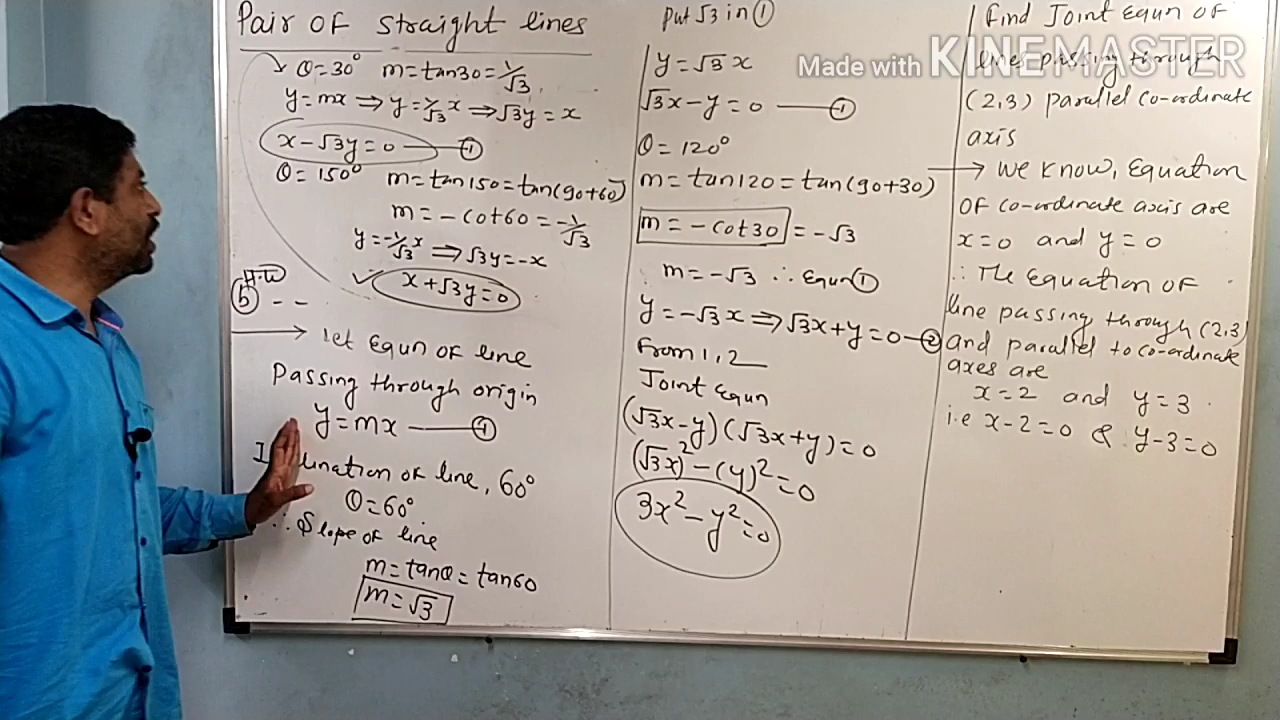 Pair of straight lines
θ=30° m=tan30=1/√3
y=mx ⇒ y=1/√3 x ⇒ √3y=x
x-√3y=0 — ①
θ=150° m=tan150=tan(90+60)
m=-cot60=-1/√3
y=-1/√3 x ⇒ √3y=-x
x+√3y=0
H.W
ⓑ - -
→ Let Equn of line
Passing through origin
y=mx — ①
lination of line, 60°
θ=60°
∴ Slope of line
m=tanθ=tan60
m=√3
put √3 in ①
y=√3 x
√3x-y=0 — ①
θ=120°
m=tan120=tan(90+30)
m=-cot30 =-√3
m=-√3 ∴ Equn ①
y=-√3x ⇒ √3x+y=0 — ②
from 1,2
Joint Equn
(√3x-y)(√3x+y)=0
(√3x)²-(y)²=0
3x²-y²=0
Made with KINEMASTER
find Joint Equn of
lines passing through
(2,3) parallel co-ordinate
axis
→ we know, Equation
of co-ordinate axis are
x=0 and y=0
∴ The Equation of
line passing through (2,3)
and parallel to co-ordinate
axes are
x=2 and y=3.
i.e x-2=0 & y-3=0